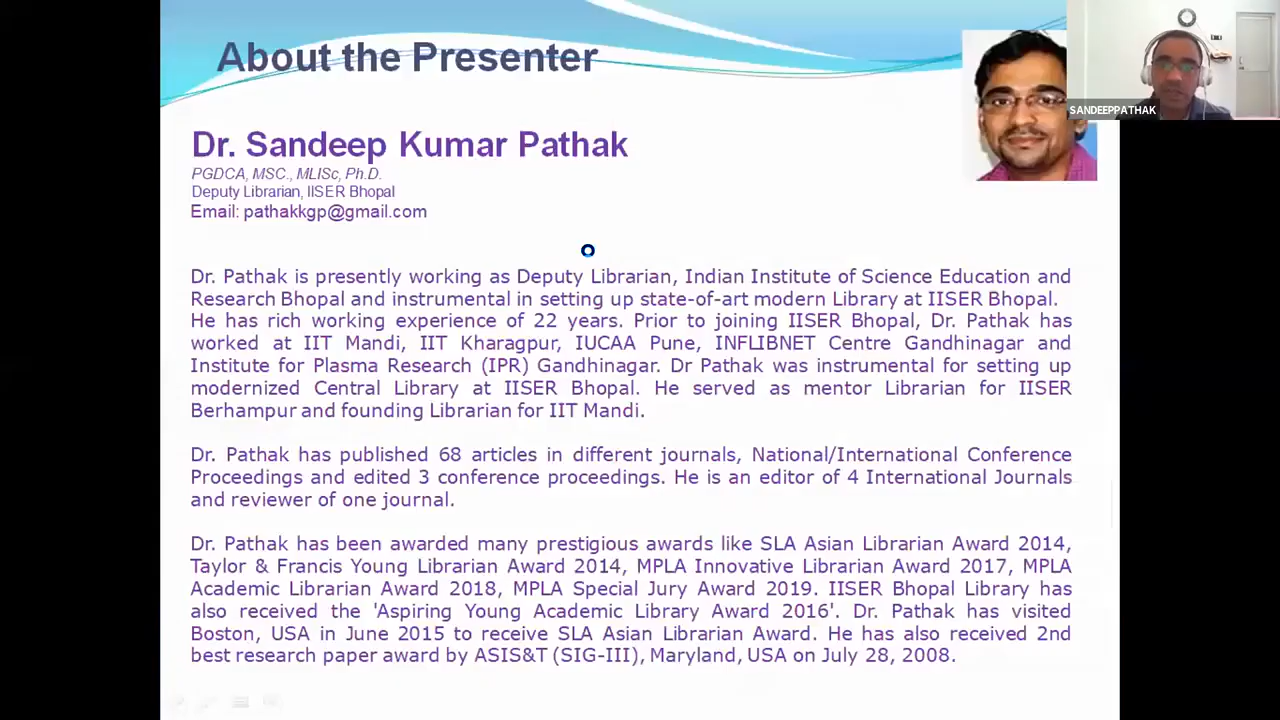 About the Presenter
SANDEEPPATHAK
Dr. Sandeep Kumar Pathak
PGDCA, MSC., MLISc, Ph.D.
Deputy Librarian, IISER Bhopal
Email: pathakkgp@gmail.com
Dr. Pathak is presently working as Deputy Librarian, Indian Institute of Science Education and
Research Bhopal and instrumental in setting up state-of-art modern Library at IISER Bhopal.
He has rich working experience of 22 years. Prior to joining IISER Bhopal, Dr. Pathak has
worked at IIT Mandi, IIT Kharagpur, IUCAA Pune, INFLIBNET Centre Gandhinagar and
Institute for Plasma Research (IPR) Gandhinagar. Dr Pathak was instrumental for setting up
modernized Central Library at IISER Bhopal. He served as mentor Librarian for IISER
Berhampur and founding Librarian for IIT Mandi.
Dr. Pathak has published 68 articles in different journals, National/International Conference
Proceedings and edited 3 conference proceedings. He is an editor of 4 International Journals
and reviewer of one journal.
Dr. Pathak has been awarded many prestigious awards like SLA Asian Librarian Award 2014,
Taylor & Francis Young Librarian Award 2014, MPLA Innovative Librarian Award 2017, MPLA
Academic Librarian Award 2018, MPLA Special Jury Award 2019. IISER Bhopal Library has
also received the 'Aspiring Young Academic Library Award 2016'. Dr. Pathak has visited
Boston, USA in June 2015 to receive SLA Asian Librarian Award. He has also received 2nd
best research paper award by ASIS&T (SIG-III), Maryland, USA on July 28, 2008.